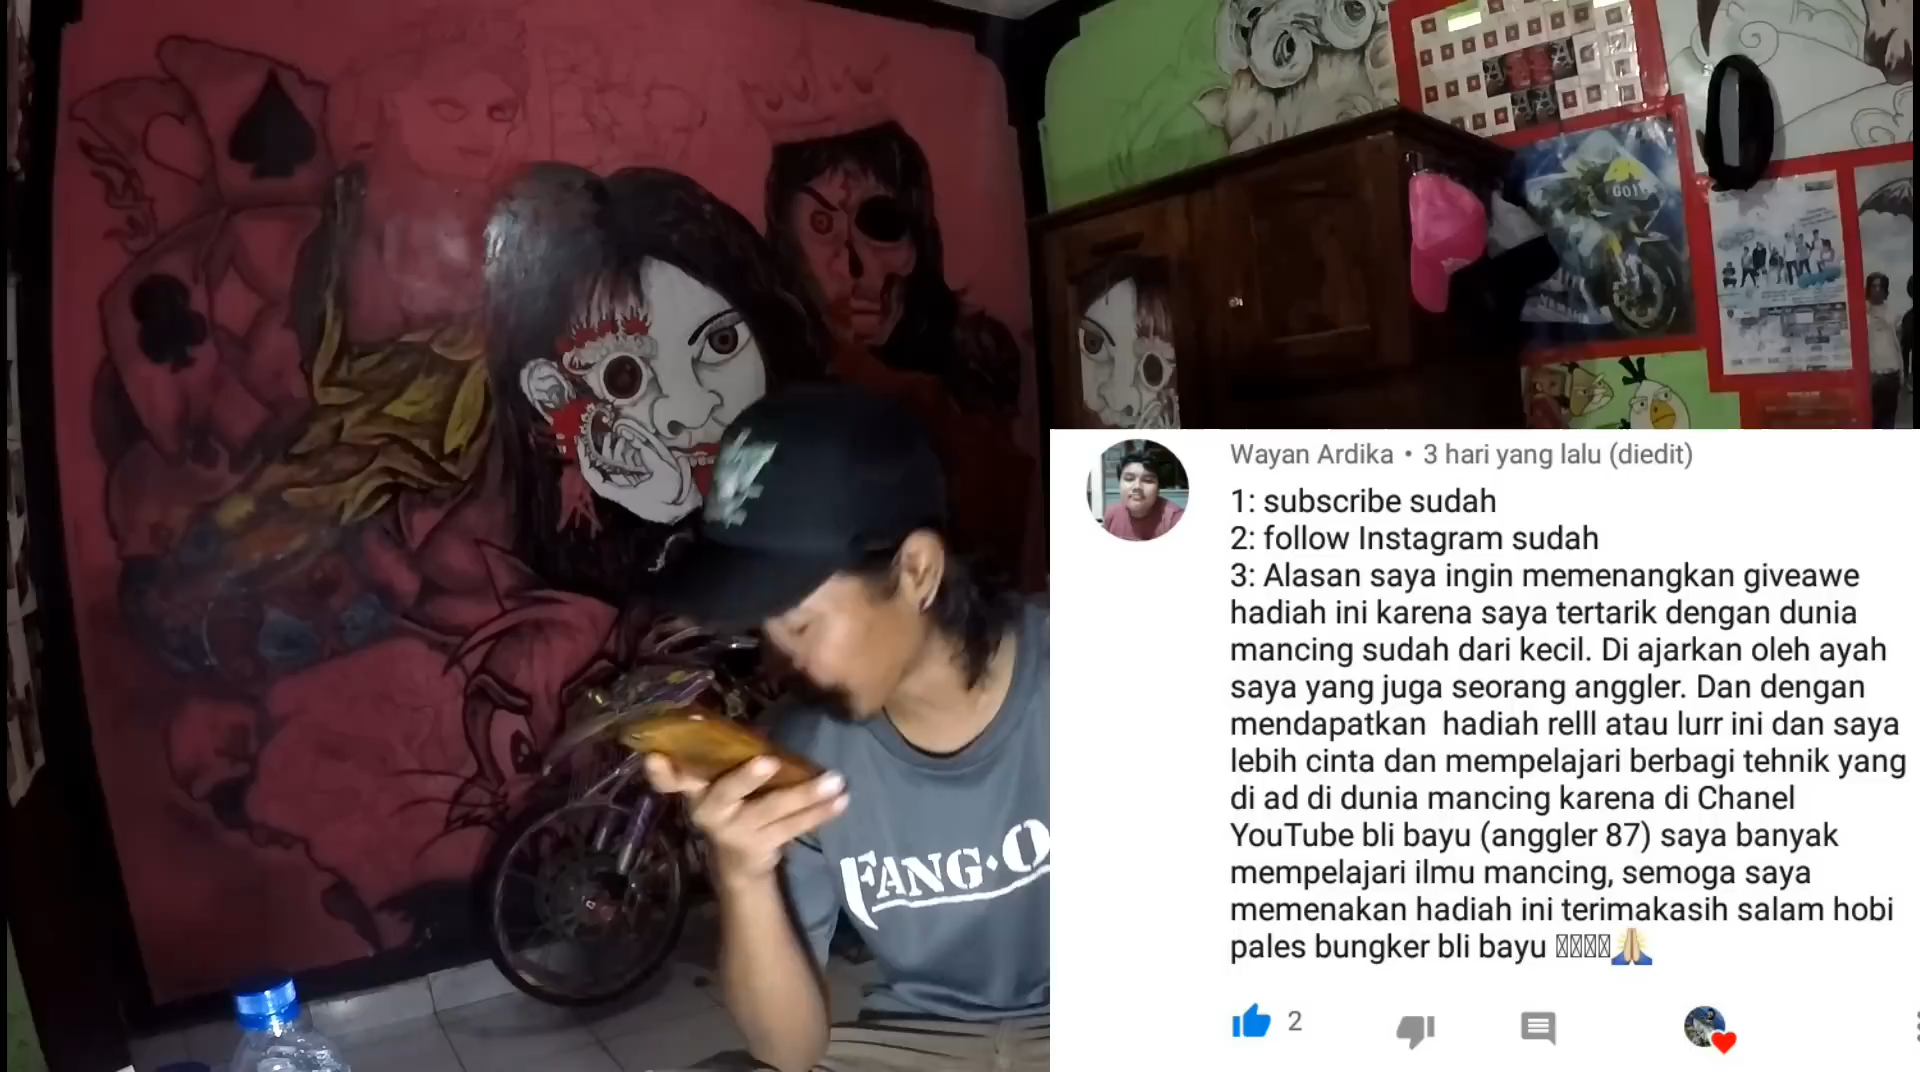 GO!
Wayan Ardika • 3 hari yang lalu (diedit)
1: subscribe sudah
2: follow Instagram sudah
3: Alasan saya ingin memenangkan giveawe
hadiah ini karena saya tertarik dengan dunia
mancing sudah dari kecil. Di ajarkan oleh ayah
saya yang juga seorang anggler. Dan dengan
mendapatkan  hadiah relll atau lurr ini dan saya
lebih cinta dan mempelajari berbagi tehnik yang
di ad di dunia mancing karena di Chanel
YouTube bli bayu (anggler 87) saya banyak
mempelajari ilmu mancing, semoga saya
memenakan hadiah ini terimakasih salam hobi
pales bungker bli bayu 🙏🏼
2
FANG·O